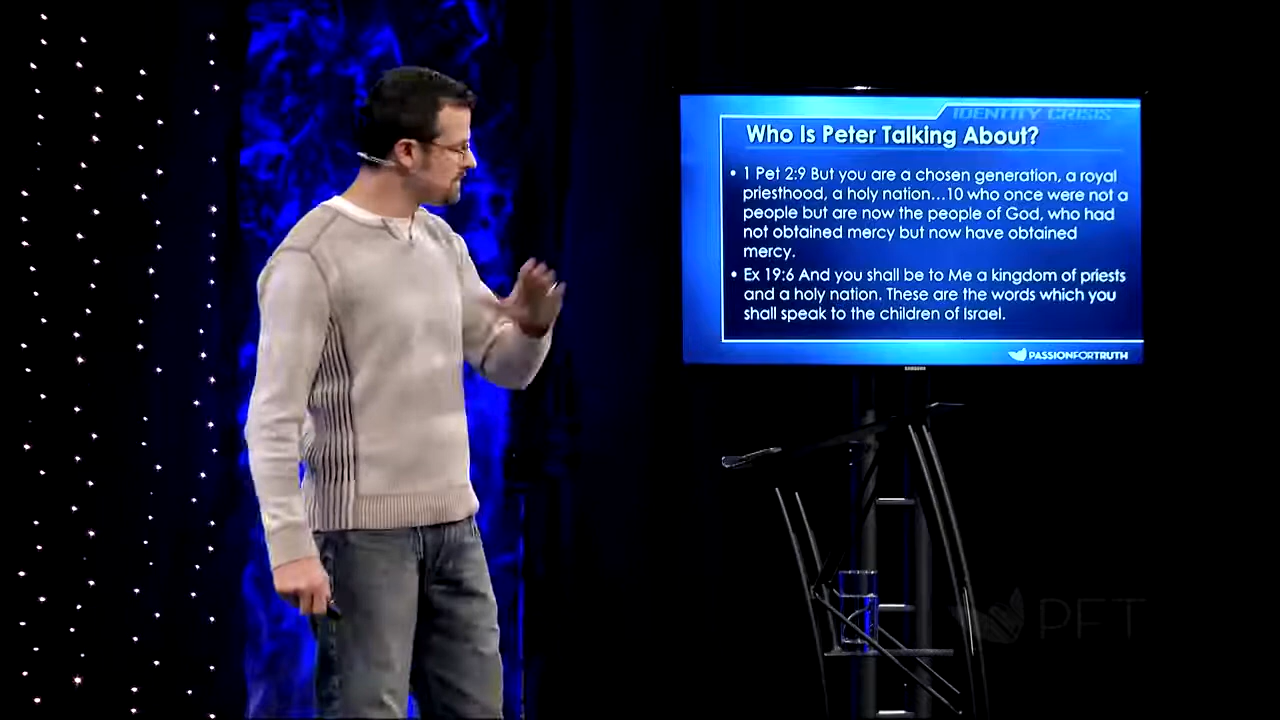 IDENTITY CRISIS
Who Is Peter Talking About?
• 1 Pet 2:9 But you are a chosen generation, a royal
priesthood, a holy nation...10 who once were not a
people but are now the people of God, who had
not obtained mercy but now have obtained
mercy.
• Ex 19:6 And you shall be to Me a kingdom of priests
and a holy nation. These are the words which you
shall speak to the children of Israel.
PASSIONFORTRUTH
SAMSUNG
PFT